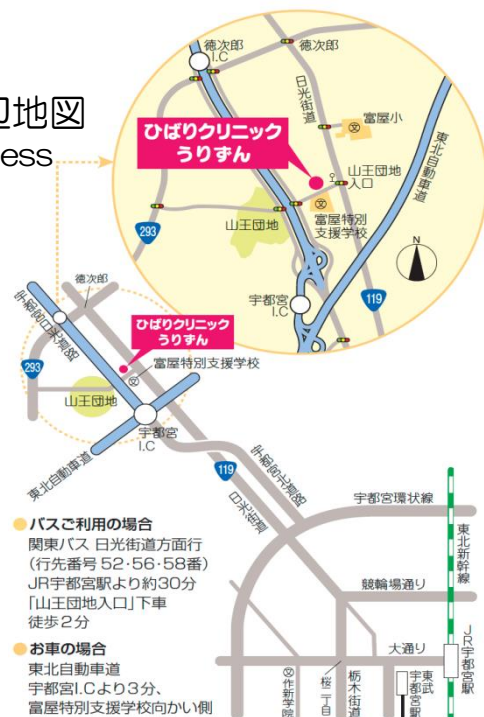 辺地図
ess
徳次郎
I.C
徳次郎
日光街道
富屋小
東北自動車道
ひばりクリニック
うりずん
山王団地
入口
山王団地
富屋特別
支援学校
293
宇都宮
I.C
N
119
徳次郎
宇都宮日光道路
ひばりクリニック
うりずん
293
富屋特別支援学校
山王団地
宇都宮
I.C
東北自動車道
119
宇都宮北道路
日光街道
宇都宮環状線
東北新幹線
競輪場通り
大通り
JR宇都宮駅
作新学院
桜二丁目
栃木街道
東武
宇都宮駅
バスご利用の場合
関東バス 日光街道方面行
(行先番号 52・56・58番)
JR宇都宮駅より約30分
「山王団地入口」下車
徒歩2分
お車の場合
東北自動車道
宇都宮I.Cより3分、
富屋特別支援学校向かい側